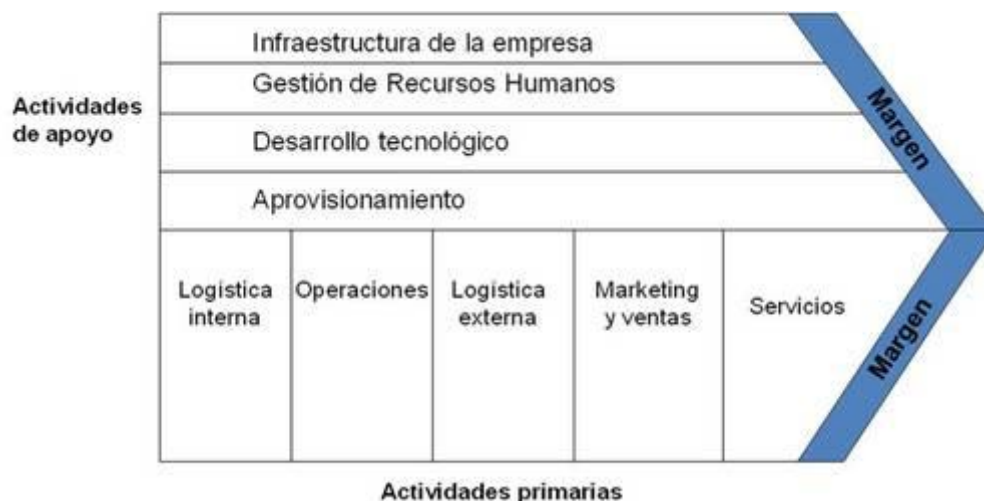 Infraestructura de la empresa
Gestión de Recursos Humanos
Actividades
de apoyo
Desarrollo tecnológico
Aprovisionamiento
Margen
Logística
interna
Operaciones
Logística
externa
Marketing
y ventas
Servicios
Margen
Actividades primarias